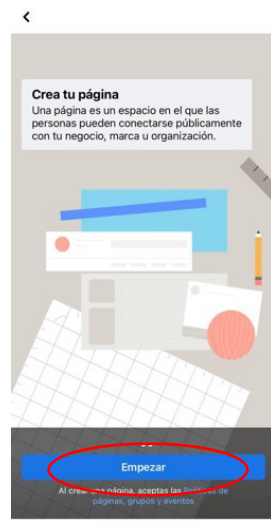 Crea tu página
Una página es un espacio en el que las
personas pueden conectarse públicamente
con tu negocio, marca u organización.
Empezar
Al crear una página, aceptas las Políticas de
páginas, grupos y eventos